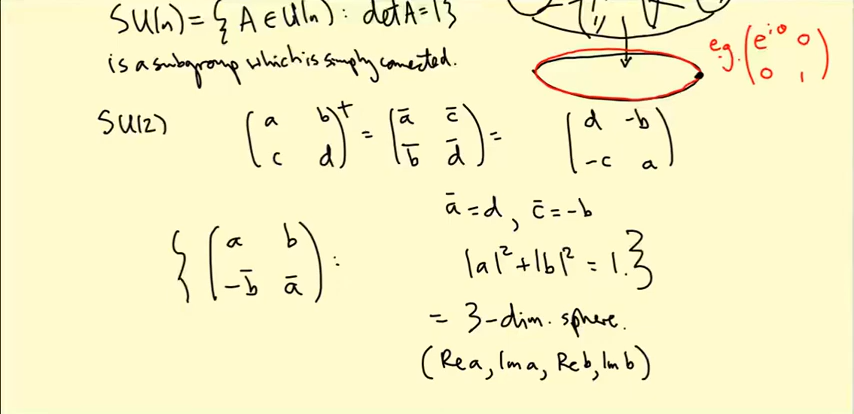 SU(n) = { A ∈ U(n) : det A = 1 }
is a subgroup which is simply connected.
e.g. ( e^{iθ} 0
0 1 )
SU(2) ( a b
c d )^† = ( ā c̄
b̄ d̄ ) = ( d -b
-c a )
ā = d, c̄ = -b
{ ( a b
-b̄ ā ) : |a|² + |b|² = 1. }
= 3-dim. sphere.
(Re a, Im a, Re b, Im b)